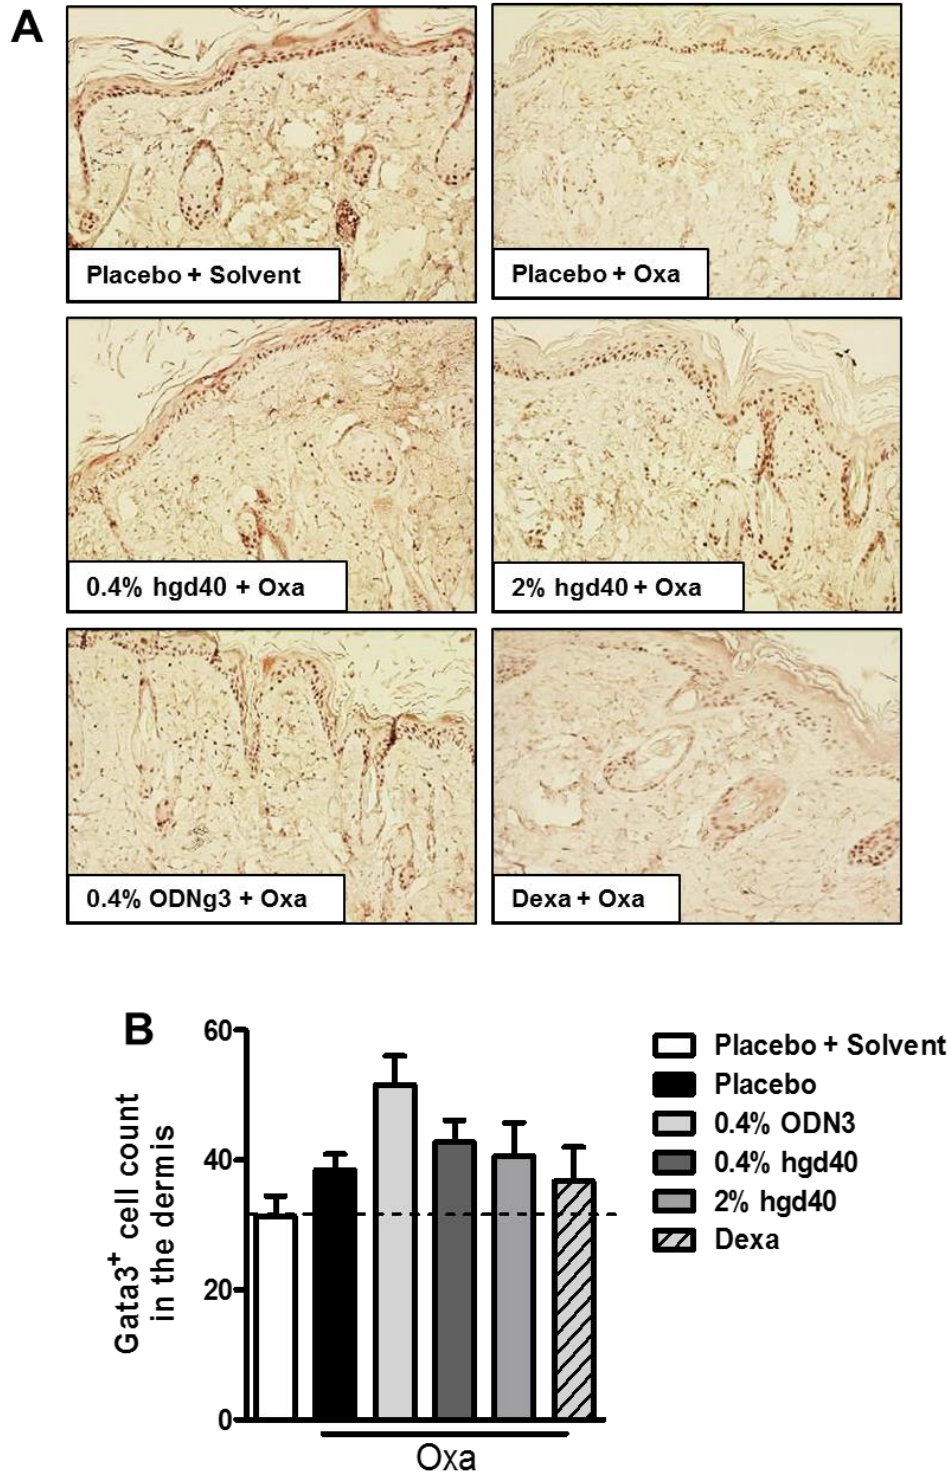 A
Placebo + Solvent
Placebo + Oxa
0.4% hgd40 + Oxa
2% hgd40 + Oxa
0.4% ODNg3 + Oxa
Dexa + Oxa
B
Gata3+ cell count
in the dermis
60
40
20
0
Oxa
Placebo + Solvent
Placebo
0.4% ODN3
0.4% hgd40
2% hgd40
Dexa